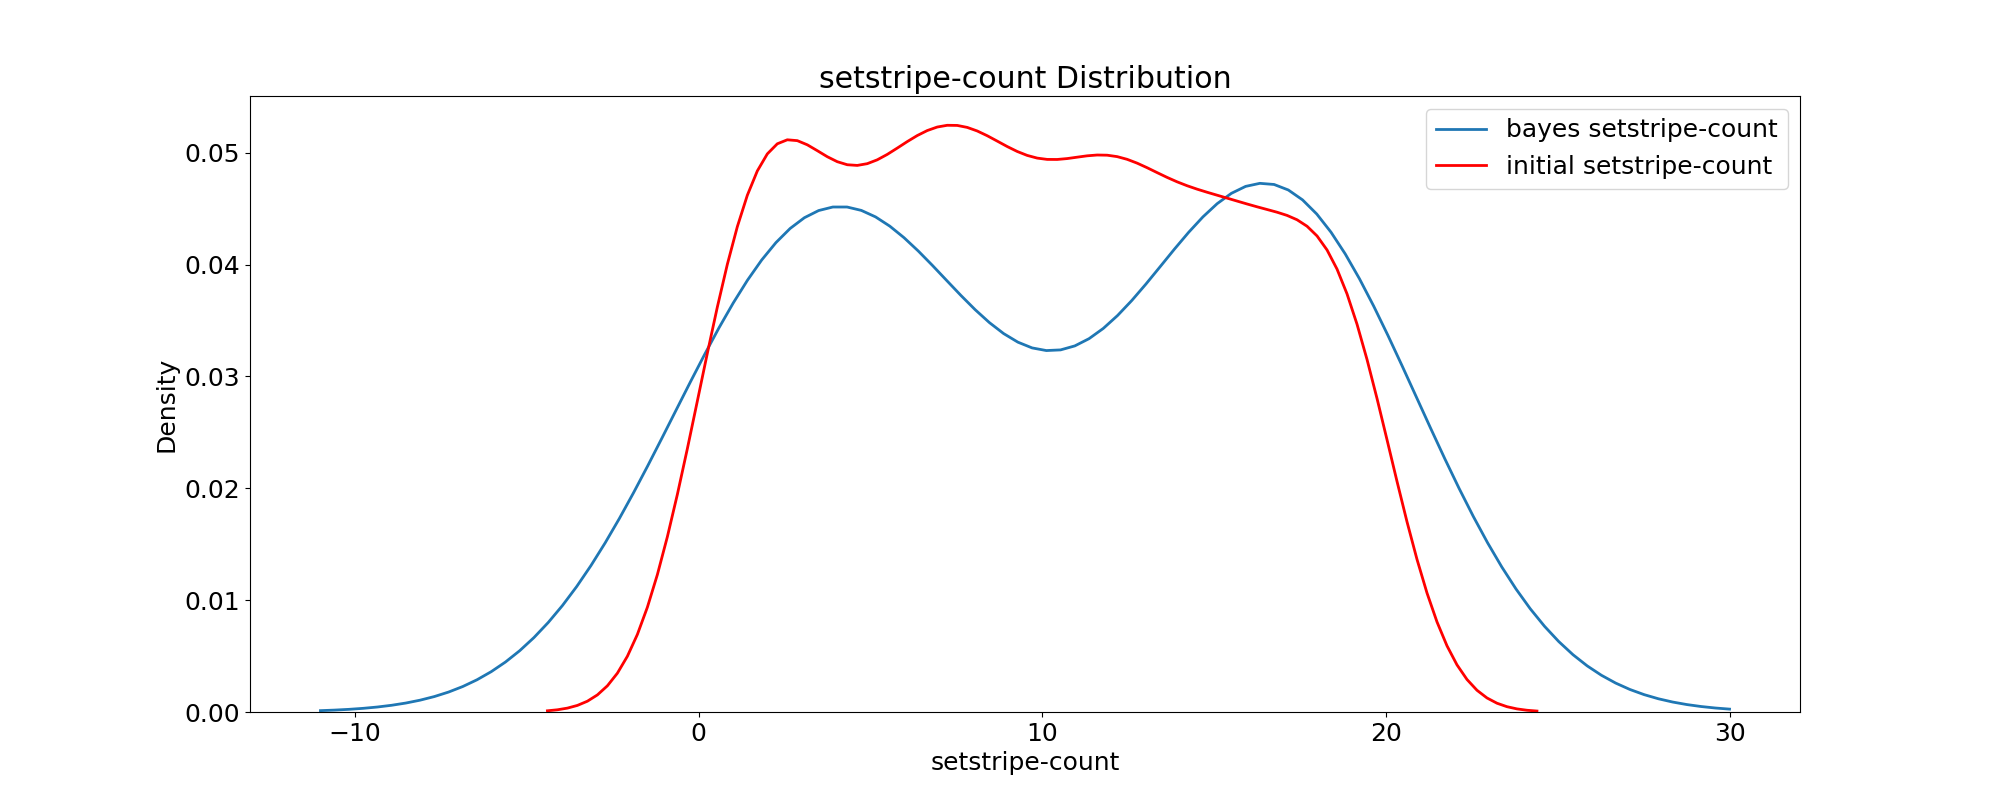 setstripe-count Distribution
bayes setstripe-count
initial setstripe-count
Density
0.05
0.04
0.03
0.02
0.01
0.00
−10 0 10 20 30
setstripe-count